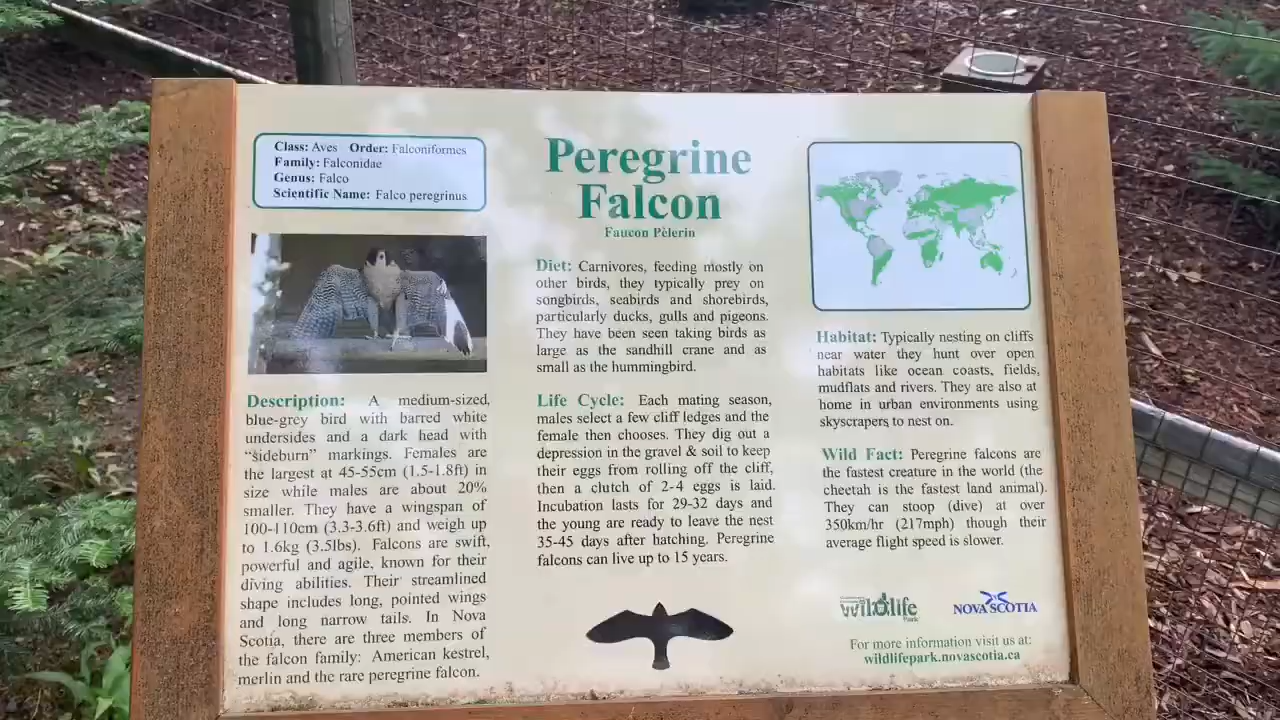 Class: Aves Order: Falconiformes
Family: Falconidae
Genus: Falco
Scientific Name: Falco peregrinus
Description: A medium-sized,
blue-grey bird with barred white
undersides and a dark head with
“sideburn” markings. Females are
the largest at 45-55cm (1.5-1.8ft) in
size while males are about 20%
smaller. They have a wingspan of
100-110cm (3.3-3.6ft) and weigh up
to 1.6kg (3.5lbs). Falcons are swift,
powerful and agile, known for their
diving abilities. Their streamlined
shape includes long, pointed wings
and long narrow tails. In Nova
Scotia, there are three members of
the falcon family: American kestrel,
merlin and the rare peregrine falcon.
Peregrine
Falcon
Faucon Pèlerin
Diet: Carnivores, feeding mostly on
other birds, they typically prey on
songbirds, seabirds and shorebirds,
particularly ducks, gulls and pigeons.
They have been seen taking birds as
large as the sandhill crane and as
small as the hummingbird.
Life Cycle: Each mating season,
males select a few cliff ledges and the
female then chooses. They dig out a
depression in the gravel & soil to keep
their eggs from rolling off the cliff,
then a clutch of 2-4 eggs is laid.
Incubation lasts for 29-32 days and
the young are ready to leave the nest
35-45 days after hatching. Peregrine
falcons can live up to 15 years.
Habitat: Typically nesting on cliffs
near water they hunt over open
habitats like ocean coasts, fields,
mudflats and rivers. They are also at
home in urban environments using
skyscrapers to nest on.
Wild Fact: Peregrine falcons are
the fastest creature in the world (the
cheetah is the fastest land animal).
They can stoop (dive) at over
350km/hr (217mph) though their
average flight speed is slower.
wildlife
Park
NOVA SCOTIA
For more information visit us at:
wildlifepark.novascotia.ca